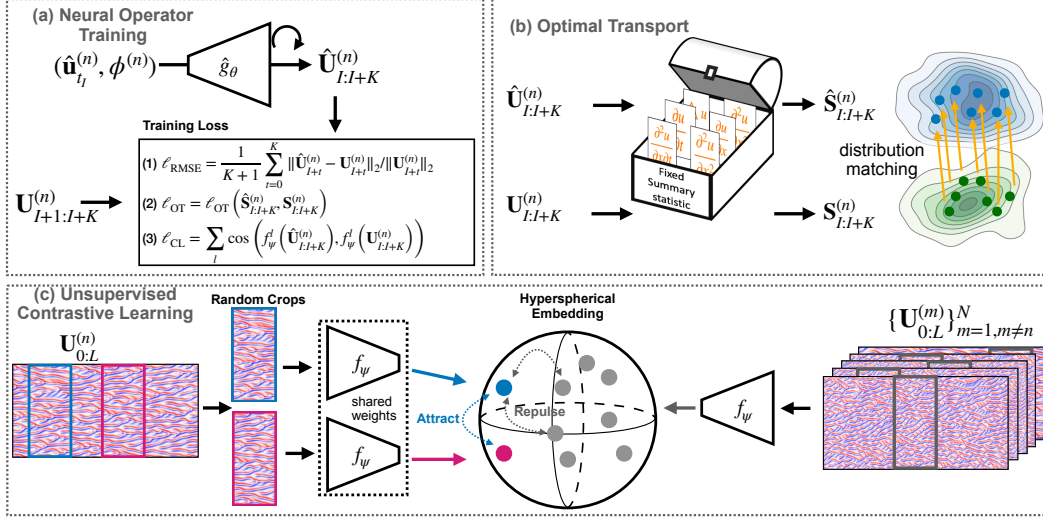 (a) Neural Operator
Training
(û_{t_I}^{(n)}, ϕ^{(n)})
ĝ_θ
Û_{I:I+K}^{(n)}
Training Loss
U_{I+1:I+K}^{(n)}
(1) ℓ_RMSE = \frac{1}{K+1} \sum_{t=0}^{K} ||Û_{I+t}^{(n)} − U_{I+t}^{(n)}||_2/||U_{I+t}^{(n)}||_2
(2) ℓ_OT = ℓ_OT (Ŝ_{I:I+K}^{(n)}, S_{I:I+K}^{(n)})
(3) ℓ_CL = \sum_l cos (f_ψ^l(Û_{I:I+K}^{(n)}), f_ψ^l(U_{I:I+K}^{(n)}))
(b) Optimal Transport
Û_{I:I+K}^{(n)}
U_{I:I+K}^{(n)}
Fixed
Summary
statistic
Ŝ_{I:I+K}^{(n)}
distribution
matching
S_{I:I+K}^{(n)}
(c) Unsupervised
Contrastive Learning
U_{0:L}^{(n)}
Random Crops
f_ψ
shared
weights
f_ψ
Attract
Hyperspherical
Embedding
Repulse
f_ψ
{U_{0:L}^{(m)}}_{m=1,m≠n}^{N}